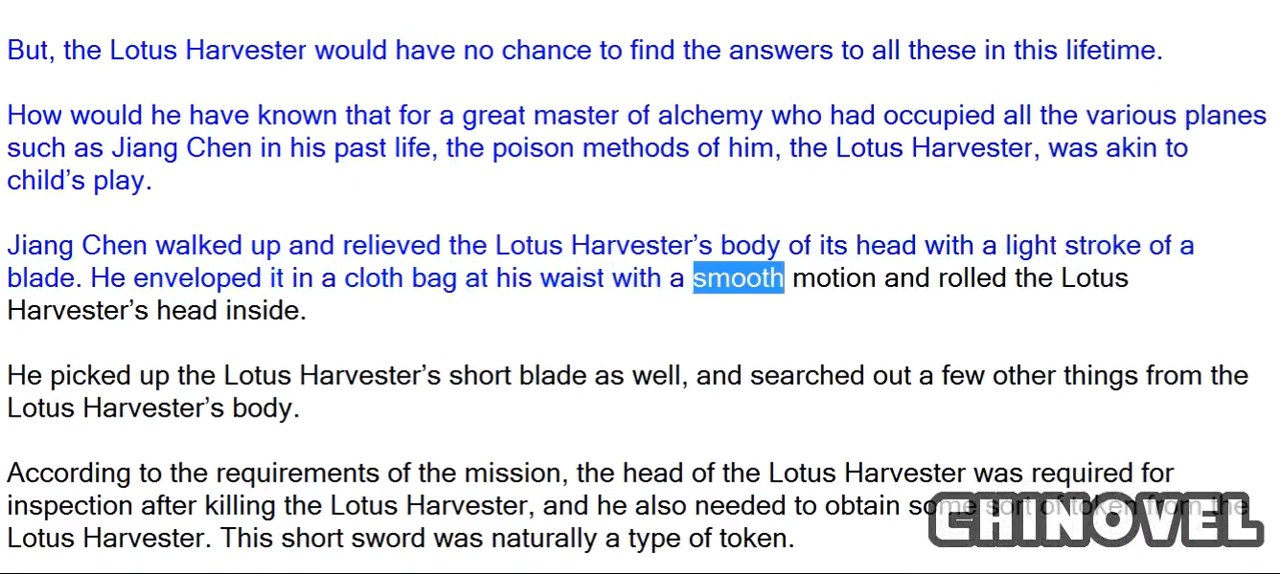 But, the Lotus Harvester would have no chance to find the answers to all these in this lifetime.
How would he have known that for a great master of alchemy who had occupied all the various planes
such as Jiang Chen in his past life, the poison methods of him, the Lotus Harvester, was akin to
child’s play.
Jiang Chen walked up and relieved the Lotus Harvester’s body of its head with a light stroke of a
blade. He enveloped it in a cloth bag at his waist with a smooth motion and rolled the Lotus
Harvester’s head inside.
He picked up the Lotus Harvester’s short blade as well, and searched out a few other things from the
Lotus Harvester’s body.
According to the requirements of the mission, the head of the Lotus Harvester was required for
inspection after killing the Lotus Harvester, and he also needed to obtain some sort of token from the
Lotus Harvester. This short sword was naturally a type of token.
CHINOVEL